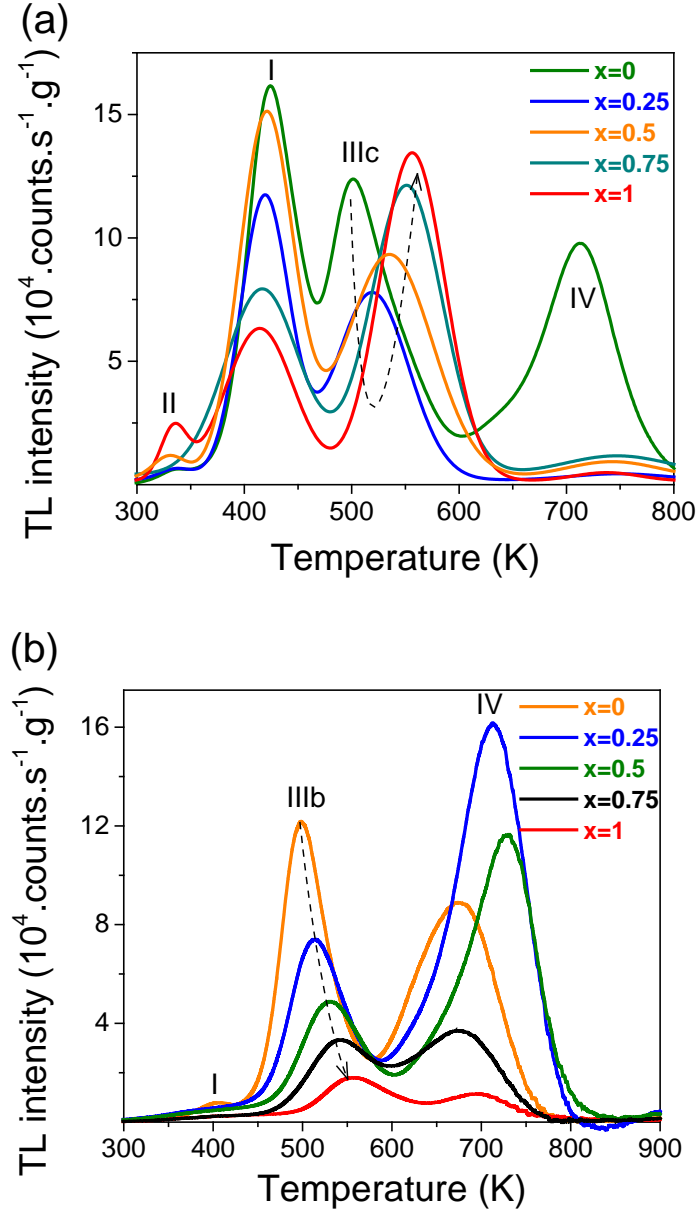 (a)
I
x=0
x=0.25
15
x=0.5
IIIc
x=0.75
x=1
10
IV
5
II
300 400 500 600 700 800
TL intensity (10⁴.counts.s⁻¹.g⁻¹)
Temperature (K)
(b)
IV
16
x=0
x=0.25
x=0.5
IIIb
x=0.75
12
x=1
8
4
I
300 400 500 600 700 800 900
TL intensity (10⁴.counts.s⁻¹.g⁻¹)
Temperature (K)